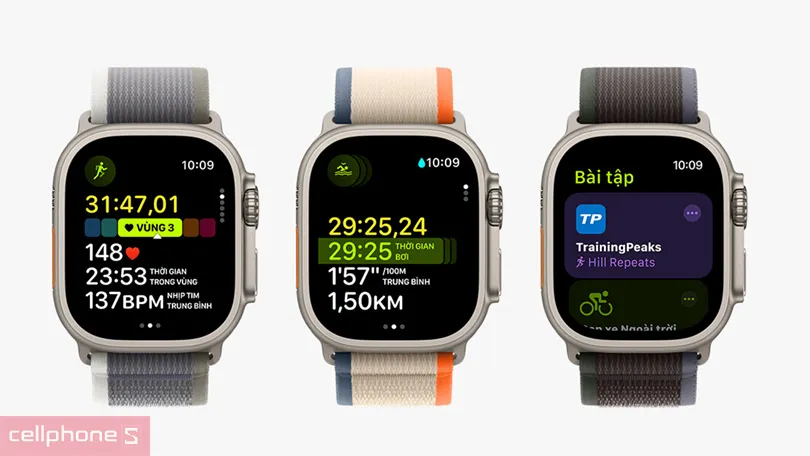 10:09
31:47,01
VÙNG 3
148
23:53 THỜI GIAN TRONG VÙNG
137BPM NHỊP TIM TRUNG BÌNH
10:09
29:25,24
29:25 THỜI GIAN BƠI
1'57" /100M TRUNG BÌNH
1,50KM
10:09
Bài tập
TP
TrainingPeaks
Hill Repeats
xe Ngoài trời
cellphoneS